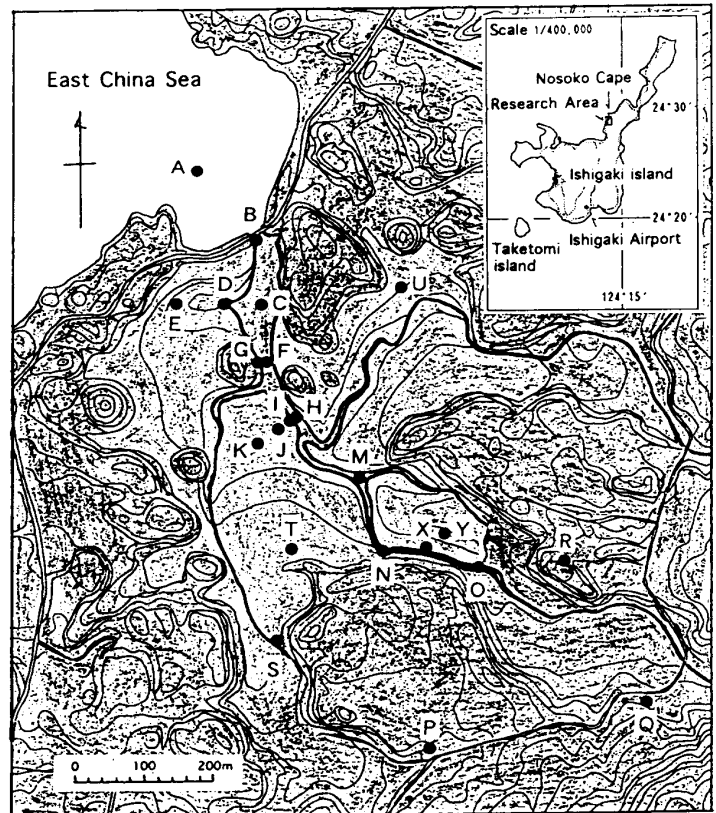 Scale 1/400,000
Nosoko Cape
Research Area
24°30'
Ishigaki island
24°20'
Taketomi
island
Ishigaki Airport
124°15'
East China Sea
A
B
D
C
U
E
G
F
I
H
K
J
M
T
X
Y
R
N
O
S
Q
P
0
100
200m